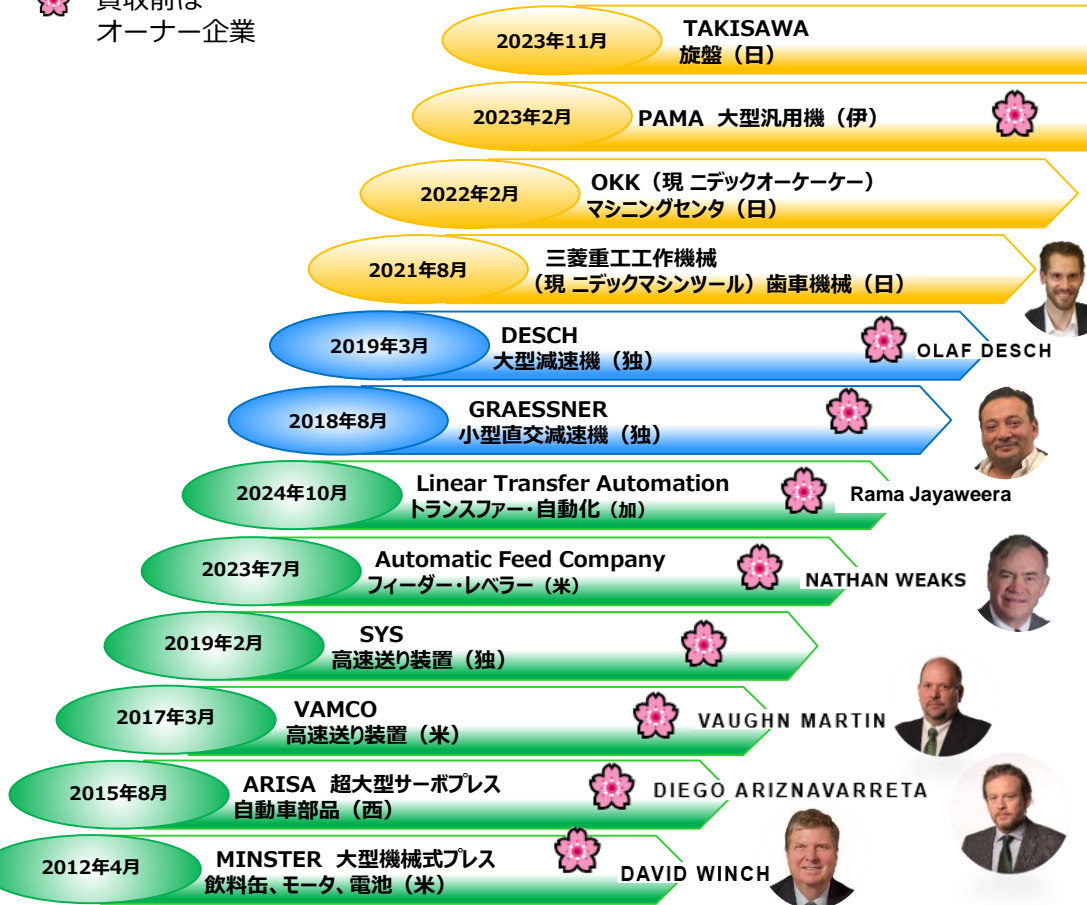 買収前は
オーナー企業
2023年11月
TAKISAWA
旋盤（日）
2023年2月
PAMA 大型汎用機（伊）
2022年2月
OKK（現 ニデックオーケーケー）
マシニングセンタ（日）
2021年8月
三菱重工工作機械
（現 ニデックマシンツール）歯車機械（日）
2019年3月
DESCH
大型減速機（独）
OLAF DESCH
2018年8月
GRAESSNER
小型直交減速機（独）
2024年10月
Linear Transfer Automation
トランスファー・自動化（加）
Rama Jayaweera
2023年7月
Automatic Feed Company
フィーダー・レベラー（米）
NATHAN WEAKS
2019年2月
SYS
高速送り装置（独）
2017年3月
VAMCO
高速送り装置（米）
VAUGHN MARTIN
2015年8月
ARISA 超大型サーボプレス
自動車部品（西）
DIEGO ARIZNAVARRETA
2012年4月
MINSTER 大型機械式プレス
飲料缶、モータ、電池（米）
DAVID WINCH